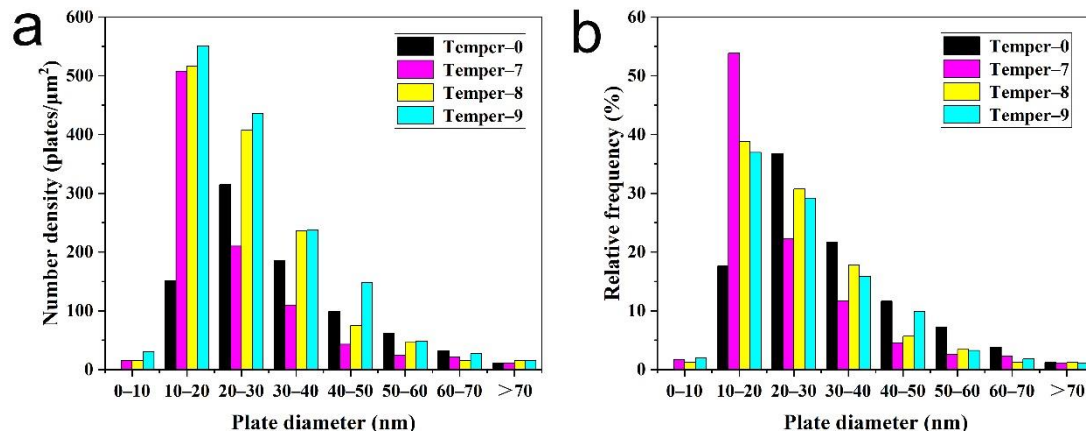 a
600
500
400
300
200
100
0
Number density (plates/μm²)
Temper–0
Temper–7
Temper–8
Temper–9
0–10 10–20 20–30 30–40 40–50 50–60 60–70 >70
Plate diameter (nm)
b
60
50
40
30
20
10
0
Relative frequency (%)
Temper–0
Temper–7
Temper–8
Temper–9
0–10 10–20 20–30 30–40 40–50 50–60 60–70 >70
Plate diameter (nm)